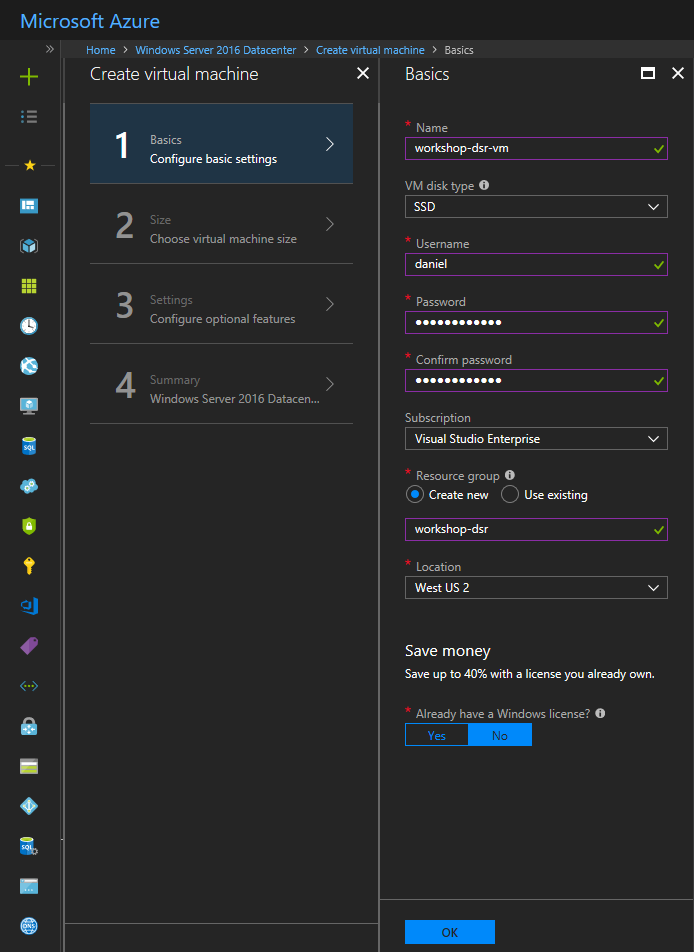 Microsoft Azure
Home > Windows Server 2016 Datacenter > Create virtual machine > Basics
Create virtual machine
1
Basics
Configure basic settings
2
Size
Choose virtual machine size
3
Settings
Configure optional features
4
Summary
Windows Server 2016 Datacen...
Basics
* Name
workshop-dsr-vm
VM disk type
SSD
* Username
daniel
* Password
••••••••••••
* Confirm password
••••••••••••
Subscription
Visual Studio Enterprise
* Resource group
Create new Use existing
workshop-dsr
* Location
West US 2
Save money
Save up to 40% with a license you already own.
* Already have a Windows license?
Yes No
OK
SQL
SQL
DNS